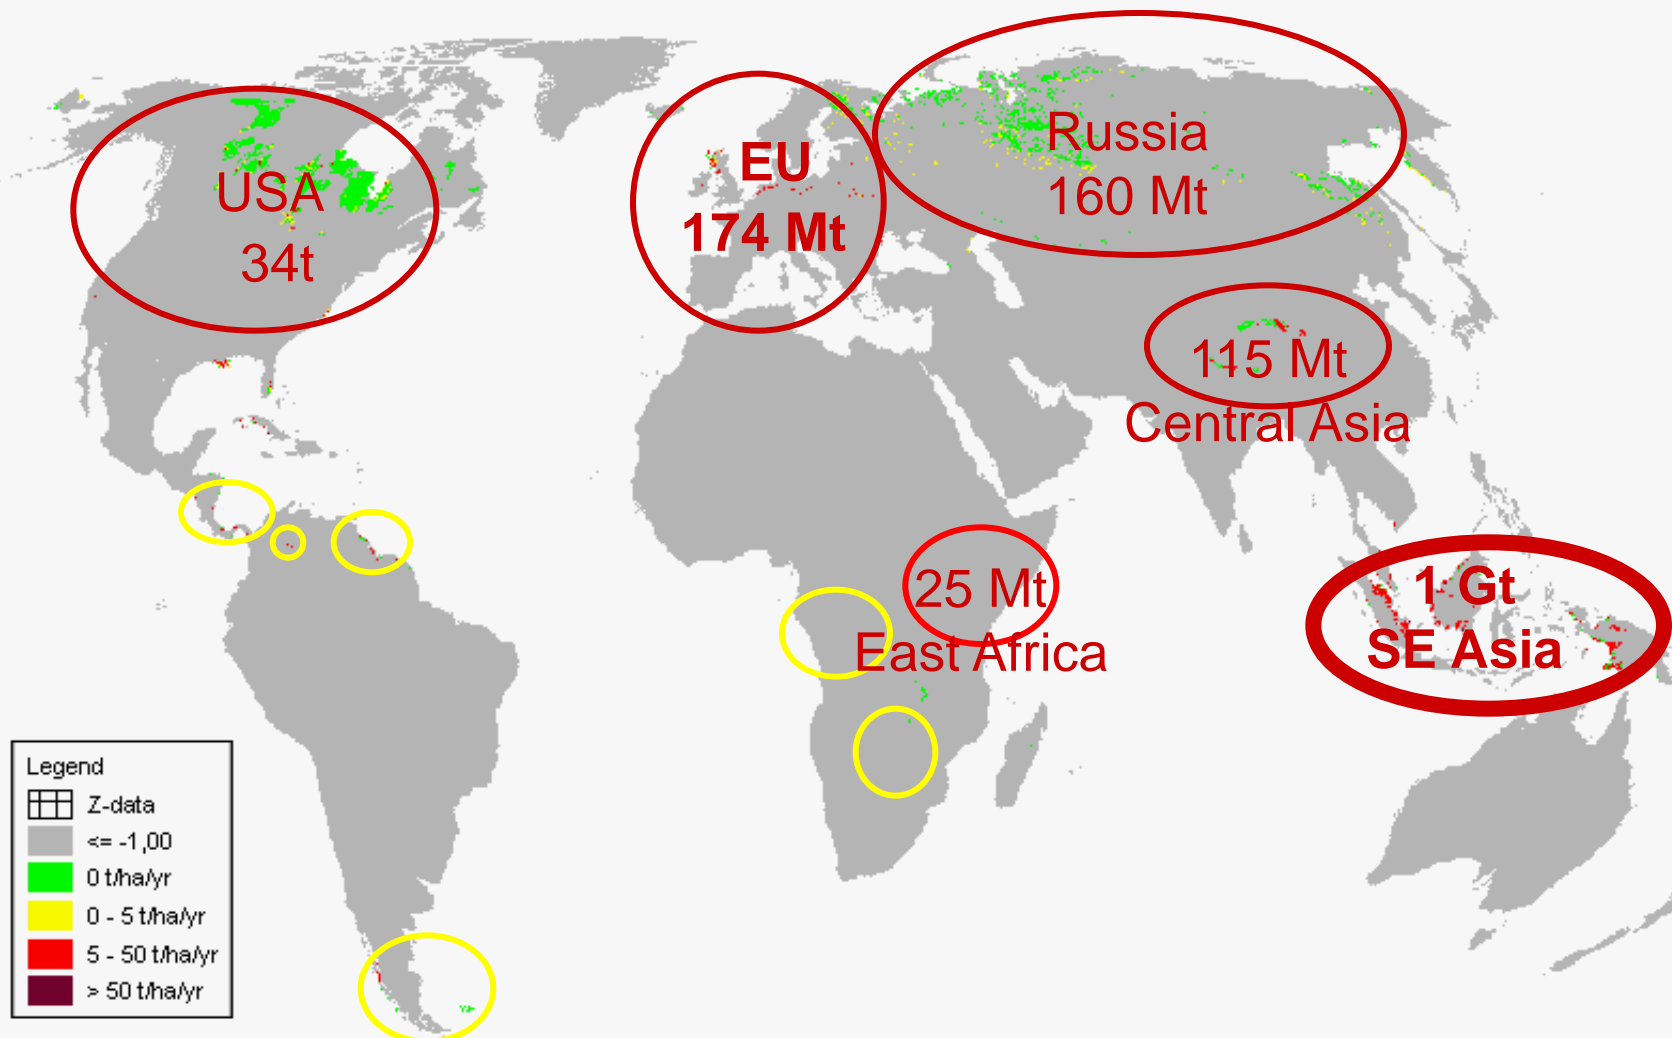 USA
34t
EU
174 Mt
Russia
160 Mt
115 Mt
Central Asia
25 Mt
East Africa
1 Gt
SE Asia
Legend
Z-data
<= -1,00
0 t/ha/yr
0 - 5 t/ha/yr
5 - 50 t/ha/yr
> 50 t/ha/yr